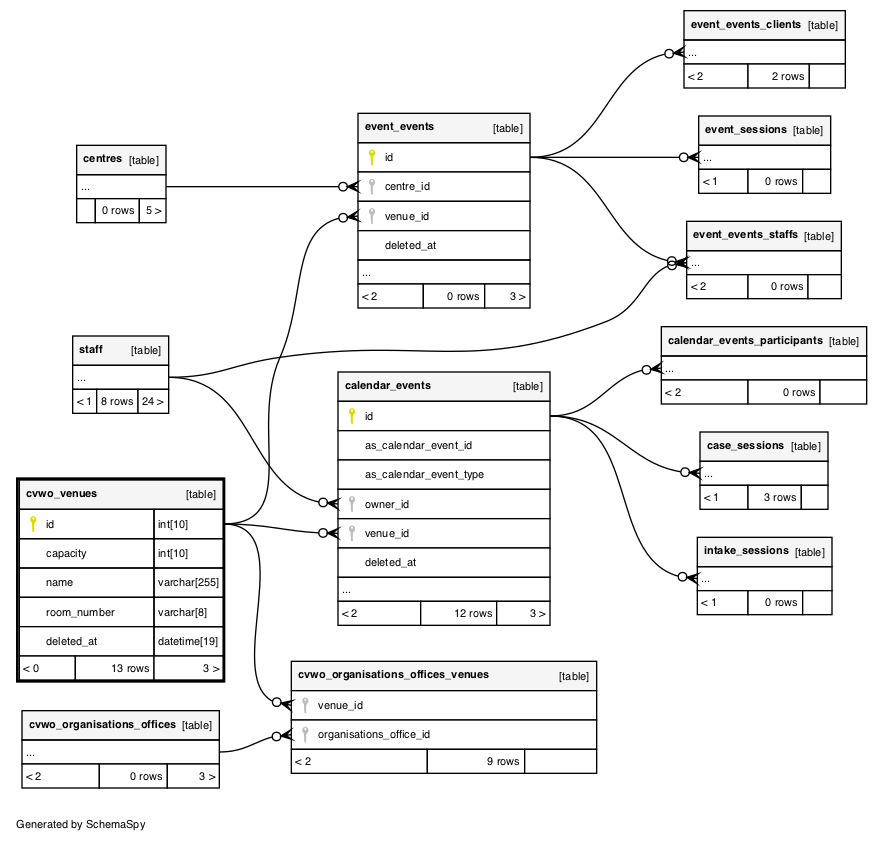 event_events_clients [table]
...
< 2 2 rows
event_events [table]
id
centre_id
venue_id
deleted_at
...
< 2 0 rows 3 >
event_sessions [table]
...
< 1 0 rows
centres [table]
...
0 rows 5 >
event_events_staffs [table]
...
< 2 0 rows
staff [table]
...
< 1 8 rows 24 >
calendar_events_participants [table]
...
< 2 0 rows
calendar_events [table]
id
as_calendar_event_id
as_calendar_event_type
owner_id
venue_id
deleted_at
...
< 2 12 rows 3 >
case_sessions [table]
...
< 1 3 rows
cvwo_venues [table]
id int[10]
capacity int[10]
name varchar[255]
room_number varchar[8]
deleted_at datetime[19]
< 0 13 rows 3 >
intake_sessions [table]
...
< 1 0 rows
cvwo_organisations_offices_venues [table]
venue_id
organisations_office_id
< 2 9 rows
cvwo_organisations_offices [table]
...
< 2 0 rows 3 >
Generated by SchemaSpy